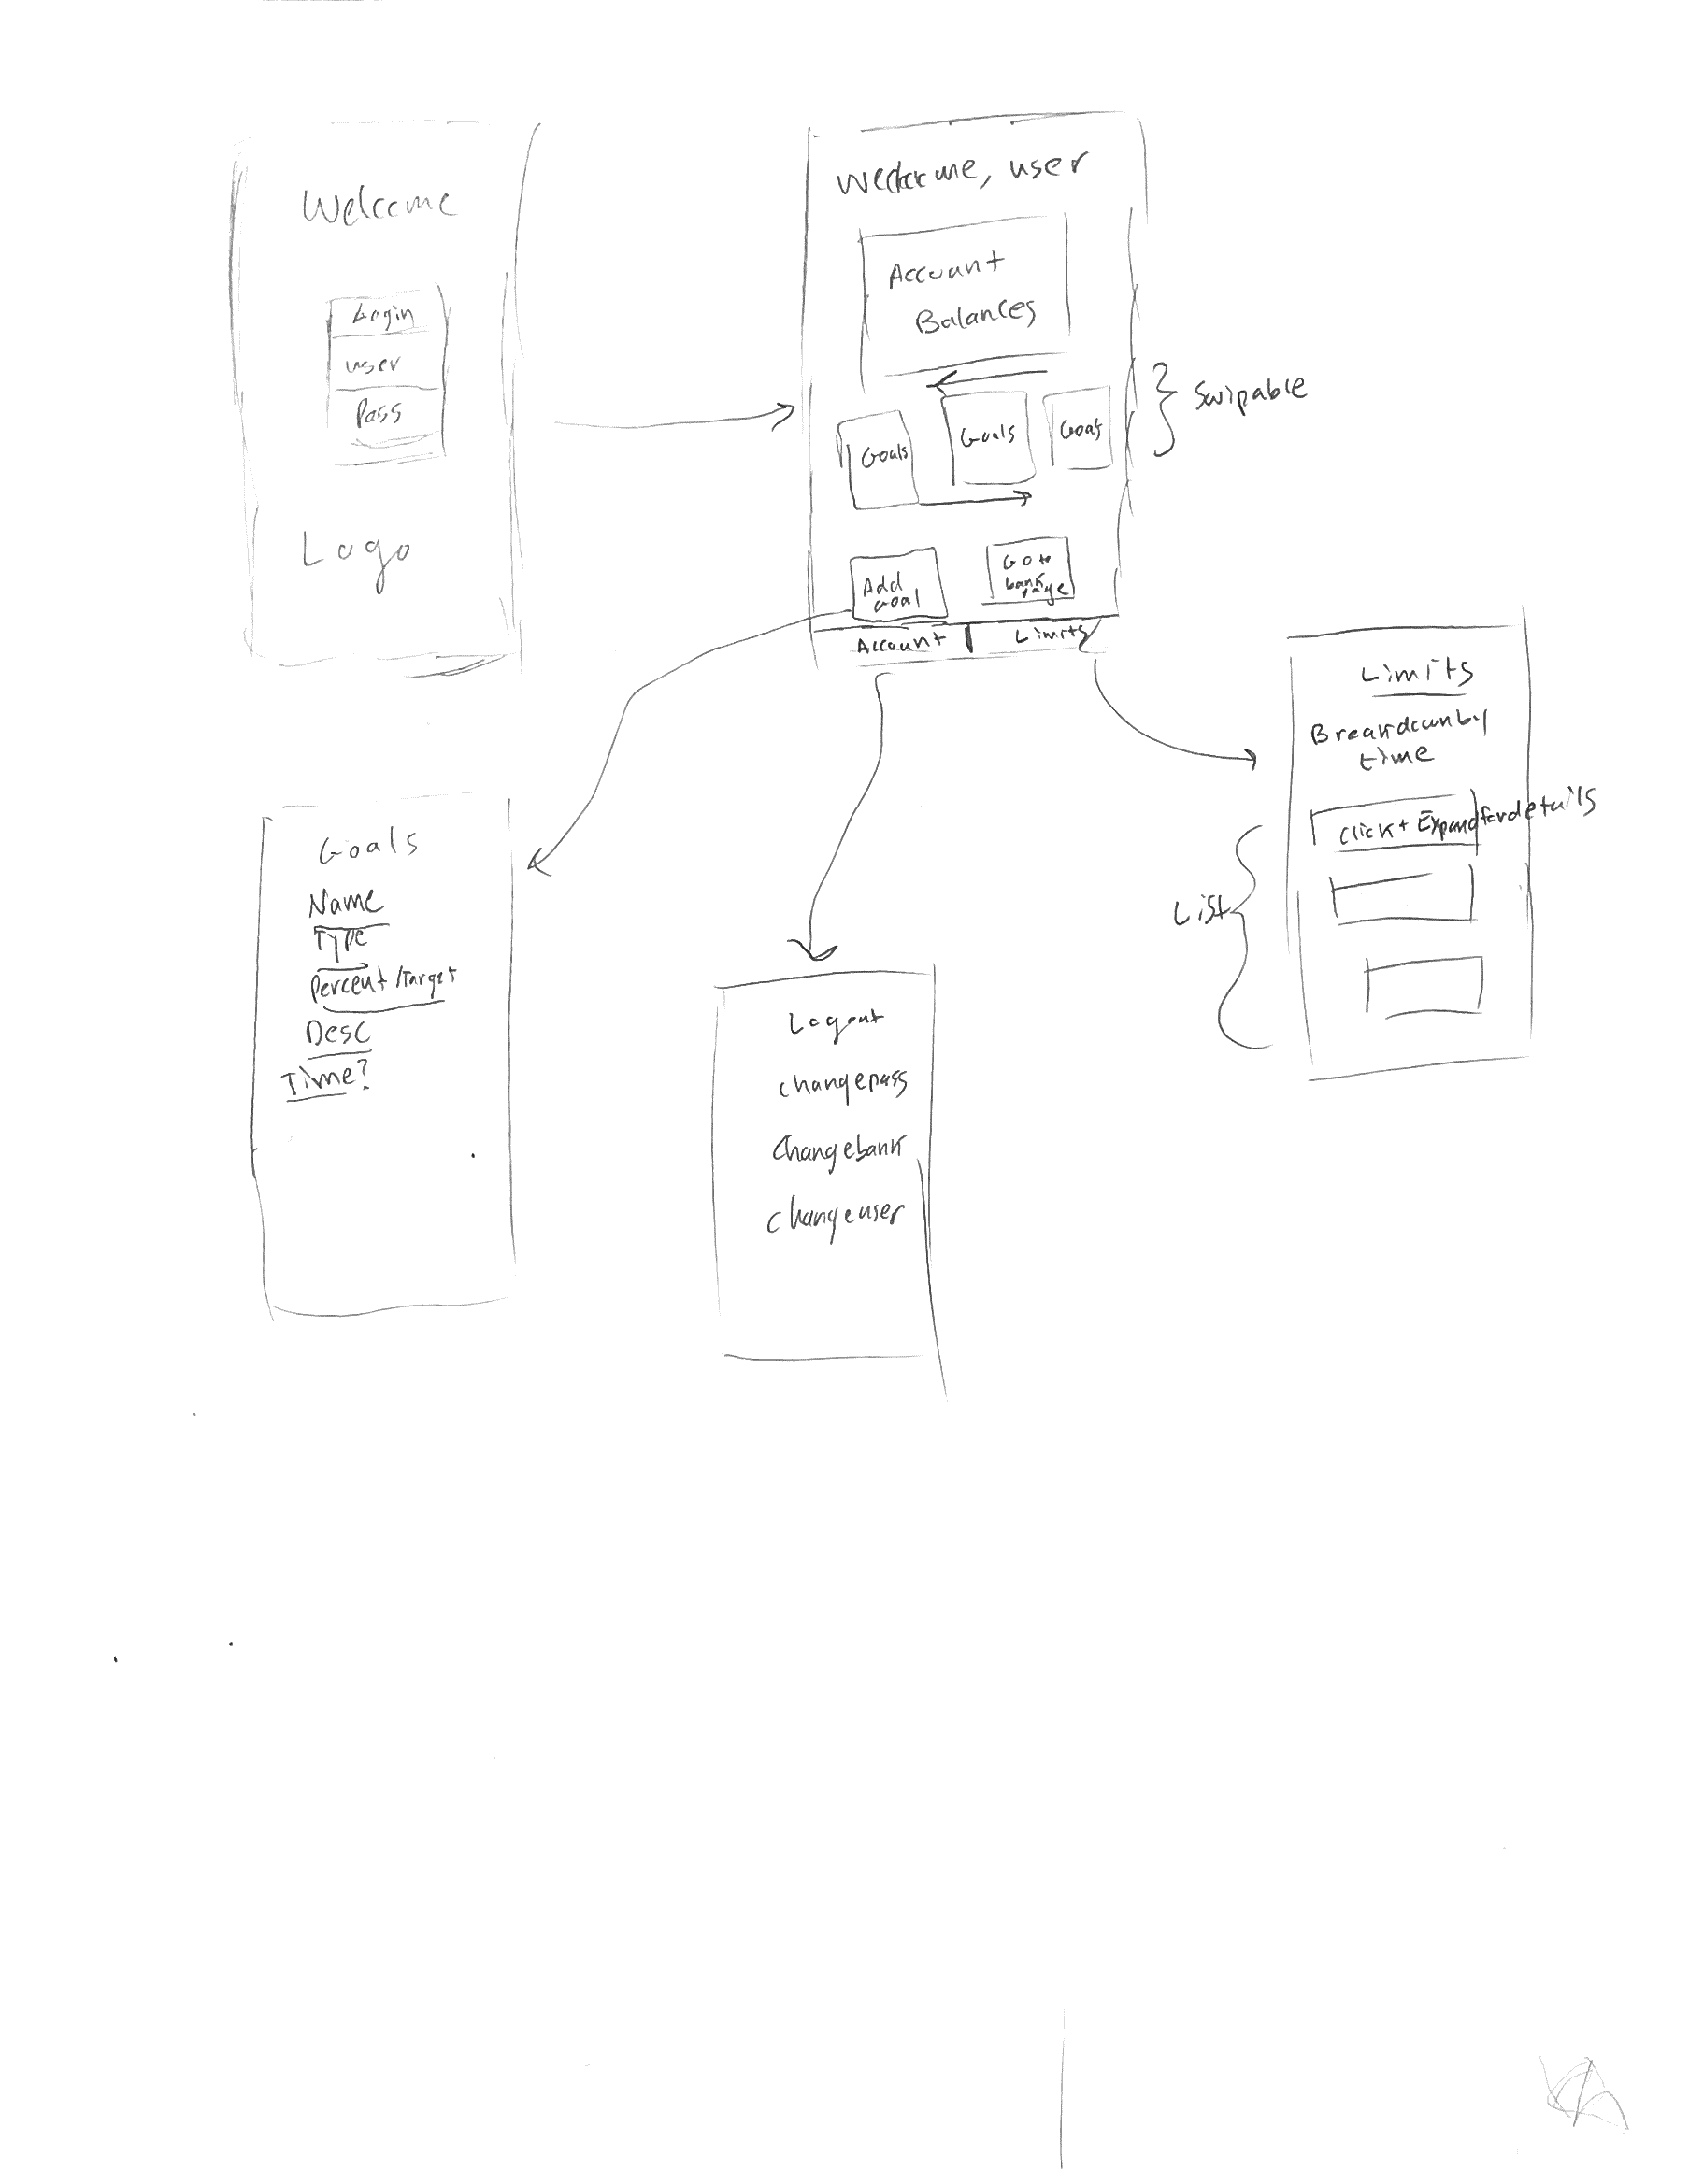 Welcome
Login
user
Pass
Logo
Welcome, user
Account
Balances
Goals
Goals
Goals
Swipable
Add
Goal
Go to
bank
page
Account
Limits
Limits
Breakdown by
time
Click + Expand for details
List
Goals
Name
Type
Percent/Target
Desc
Time?
Logout
changepass
Changebank
changeuser